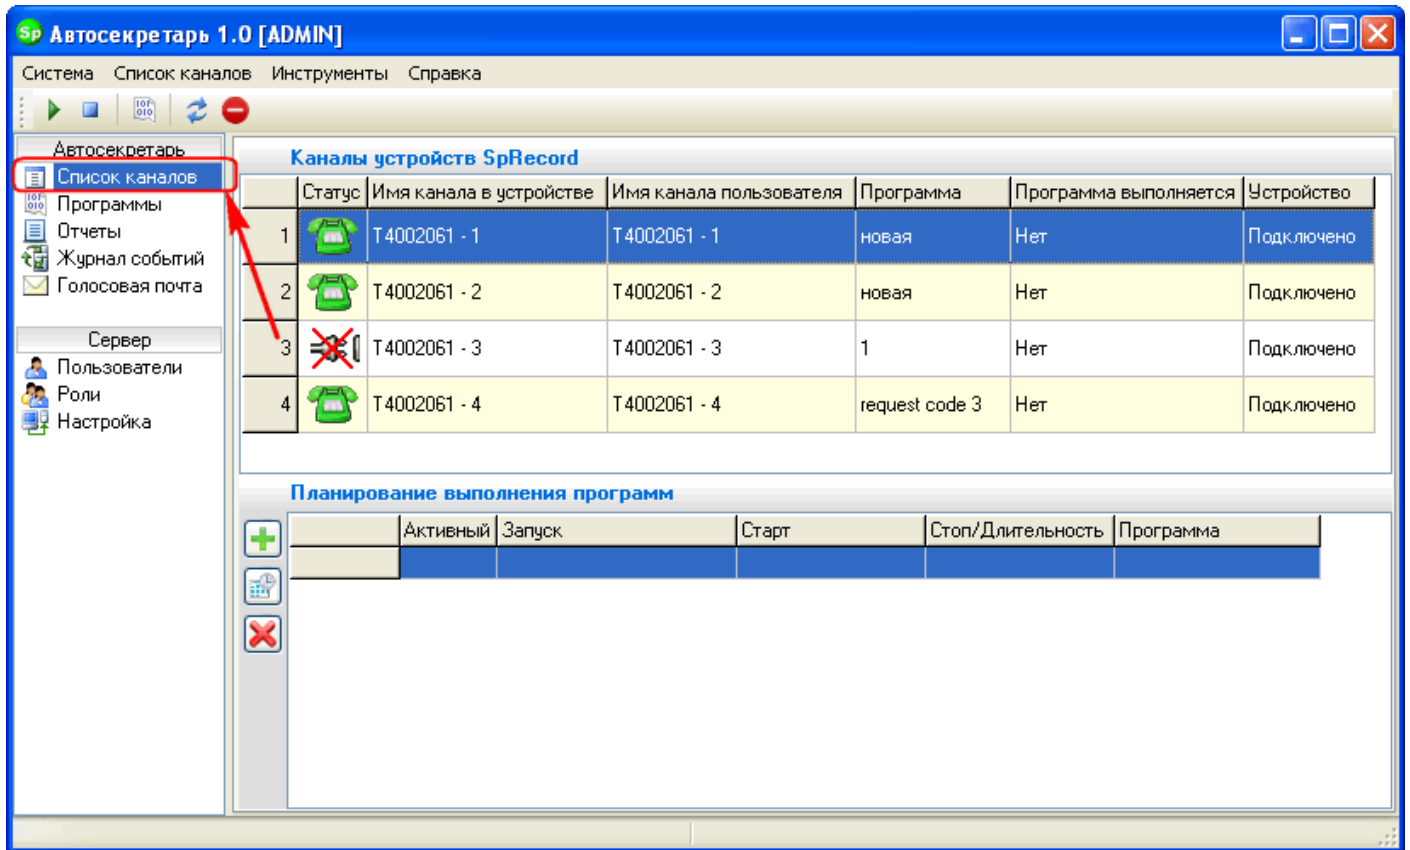 Sp Автосекретарь 1.0 [ADMIN]
Система Список каналов Инструменты Справка
Автосекретарь
Список каналов
Программы
Отчеты
Журнал событий
Голосовая почта
Сервер
Пользователи
Роли
Настройка
Каналы устройств SpRecord
Статус Имя канала в устройстве Имя канала пользователя Программа Программа выполняется Устройство
1 T4002061 - 1 T4002061 - 1 новая Нет Подключено
2 T4002061 - 2 T4002061 - 2 новая Нет Подключено
3 T4002061 - 3 T4002061 - 3 1 Нет Подключено
4 T4002061 - 4 T4002061 - 4 request code 3 Нет Подключено
Планирование выполнения программ
Активный Запуск Старт Стоп/Длительность Программа